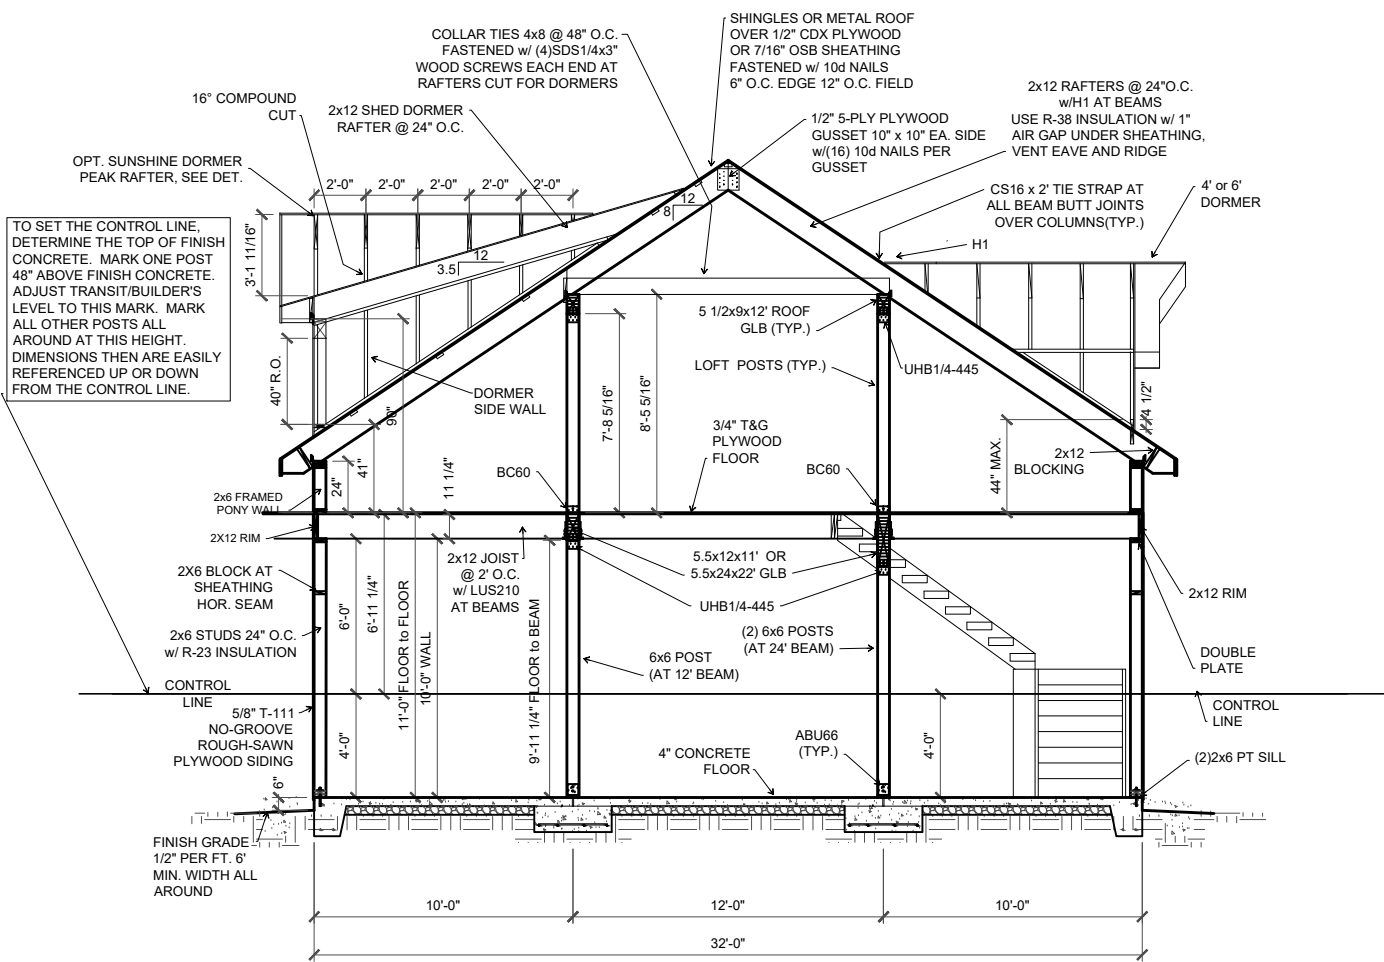 COLLAR TIES 4x8 @ 48" O.C.
FASTENED w/ (4)SDS1/4x3"
WOOD SCREWS EACH END AT
RAFTERS CUT FOR DORMERS
SHINGLES OR METAL ROOF
OVER 1/2" CDX PLYWOOD
OR 7/16" OSB SHEATHING
FASTENED w/ 10d NAILS
6" O.C. EDGE 12" O.C. FIELD
16° COMPOUND
CUT
2x12 SHED DORMER
RAFTER @ 24" O.C.
1/2" 5-PLY PLYWOOD
GUSSET 10" x 10" EA. SIDE
w/(16) 10d NAILS PER
GUSSET
2x12 RAFTERS @ 24"O.C.
w/H1 AT BEAMS
USE R-38 INSULATION w/ 1"
AIR GAP UNDER SHEATHING,
VENT EAVE AND RIDGE
OPT. SUNSHINE DORMER
PEAK RAFTER, SEE DET.
2'-0"
2'-0"
2'-0"
2'-0"
2'-0"
12
8
CS16 x 2' TIE STRAP AT
ALL BEAM BUTT JOINTS
OVER COLUMNS(TYP.)
4' or 6'
DORMER
H1
TO SET THE CONTROL LINE,
DETERMINE THE TOP OF FINISH
CONCRETE. MARK ONE POST
48" ABOVE FINISH CONCRETE.
ADJUST TRANSIT/BUILDER'S
LEVEL TO THIS MARK. MARK
ALL OTHER POSTS ALL
AROUND AT THIS HEIGHT.
DIMENSIONS THEN ARE EASILY
REFERENCED UP OR DOWN
FROM THE CONTROL LINE.
3'-1 11/16"
12
3.5
5 1/2x9x12' ROOF
GLB (TYP.)
LOFT POSTS (TYP.)
UHB1/4-445
40" R.O.
90"
DORMER
SIDE WALL
7'-8 5/16"
8'-5 5/16"
4 1/2"
3/4" T&G
PLYWOOD
FLOOR
44" MAX.
2x12
BLOCKING
24"
41"
11 1/4"
BC60
BC60
2x6 FRAMED
PONY WALL
2X12 RIM
2x12 JOIST
@ 2' O.C.
w/ LUS210
AT BEAMS
5.5x12x11' OR
5.5x24x22' GLB
UHB1/4-445
2X6 BLOCK AT
SHEATHING
HOR. SEAM
6'-0"
6'-11 1/4"
11'-0" FLOOR to FLOOR
10'-0" WALL
9'-11 1/4" FLOOR to BEAM
2x12 RIM
2x6 STUDS 24" O.C.
w/ R-23 INSULATION
6x6 POST
(AT 12' BEAM)
(2) 6x6 POSTS
(AT 24' BEAM)
DOUBLE
PLATE
CONTROL
LINE
CONTROL
LINE
5/8" T-111
NO-GROOVE
ROUGH-SAWN
PLYWOOD SIDING
4'-0"
4" CONCRETE
FLOOR
ABU66
(TYP.)
4'-0"
(2)2x6 PT SILL
6"
FINISH GRADE
1/2" PER FT. 6'
MIN. WIDTH ALL
AROUND
10'-0"
12'-0"
10'-0"
32'-0"